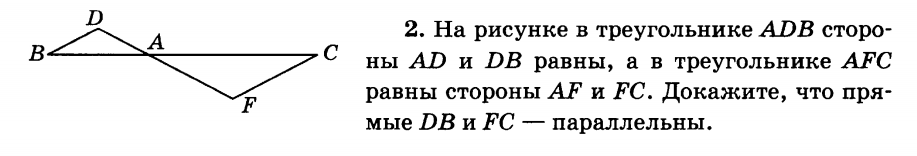 D
B
A
C
F
2. На рисунке в треугольнике ADB сторо-
ны AD и DB равны, а в треугольнике AFC
равны стороны AF и FC. Докажите, что пря-
мые DB и FC — параллельны.